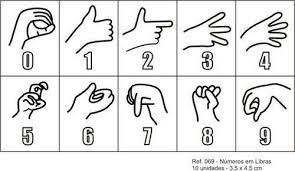 0 1 2 3 4
5 6 7 8 9
Ref. 069 - Números em Libras
10 unidades - 3,5 x 4,5 cm